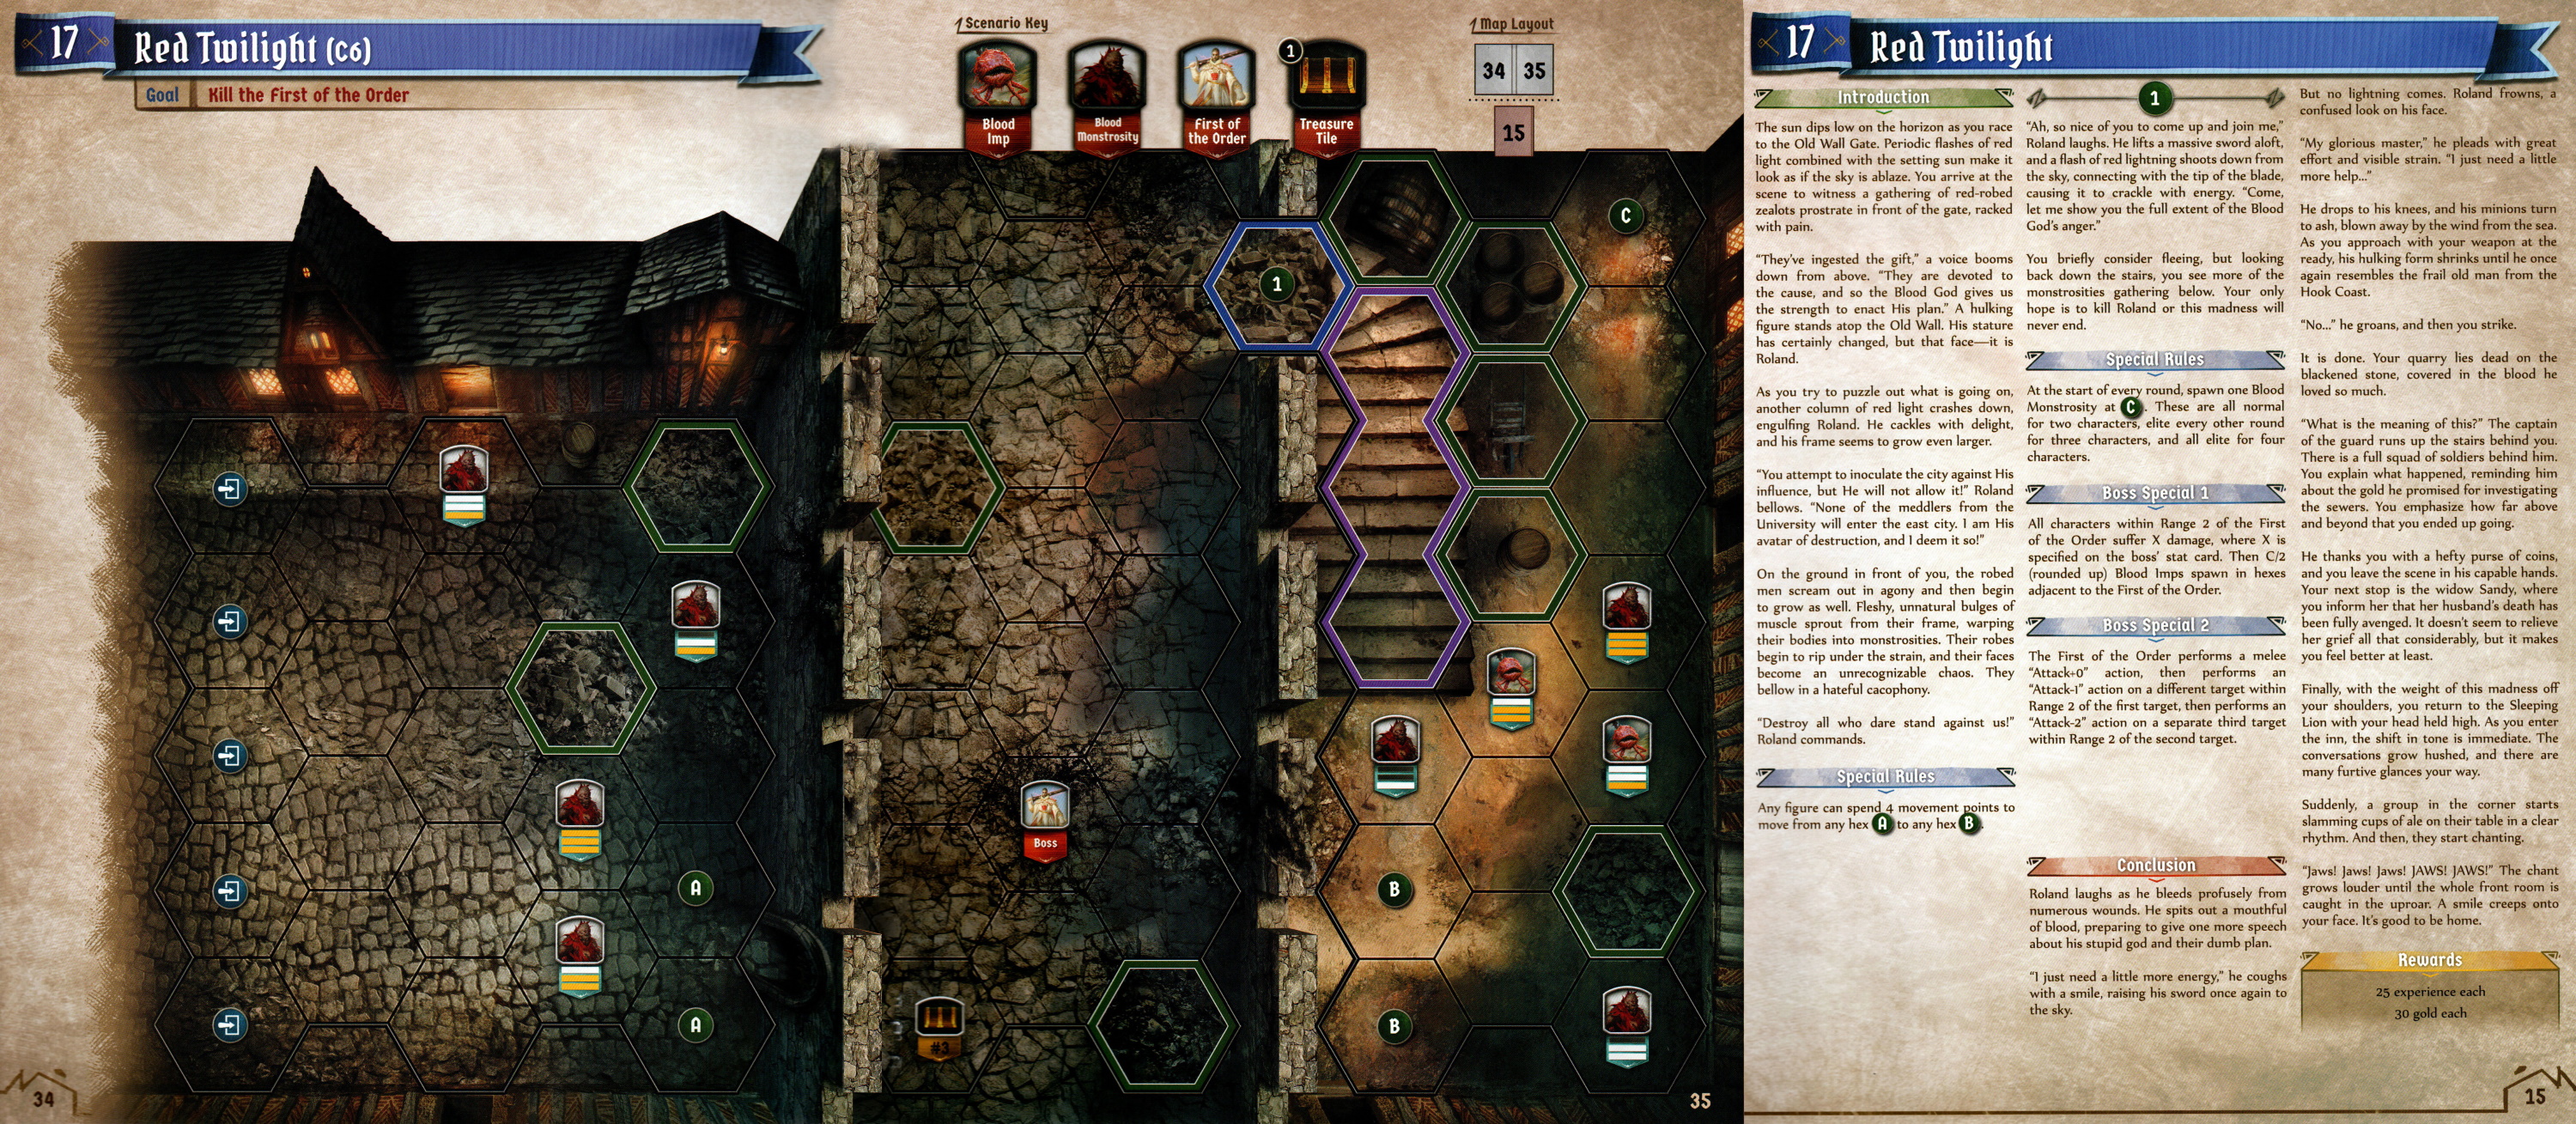 17
Red Twilight (C6)
Goal
Kill the First of the Order
Scenario Key
Blood
Imp
Blood
Monstrosity
First of
the Order
1
Treasure
Tile
Map Layout
34
35
15
C
1
Boss
A
B
A
B
#3
34
35
17
Red Twilight
Introduction
The sun dips low on the horizon as you race
to the Old Wall Gate. Periodic flashes of red
light combined with the setting sun make it
look as if the sky is ablaze. You arrive at the
scene to witness a gathering of red-robed
zealots prostrate in front of the gate, racked
with pain.
“They’ve ingested the gift,” a voice booms
down from above. “They are devoted to
the cause, and so the Blood God gives us
the strength to enact His plan.” A hulking
figure stands atop the Old Wall. His stature
has certainly changed, but that face—it is
Roland.
As you try to puzzle out what is going on,
another column of red light crashes down,
engulfing Roland. He cackles with delight,
and his frame seems to grow even larger.
“You attempt to inoculate the city against His
influence, but He will not allow it!” Roland
bellows. “None of the meddlers from the
University will enter the east city. I am His
avatar of destruction, and I deem it so!”
On the ground in front of you, the robed
men scream out in agony and then begin
to grow as well. Fleshy, unnatural bulges of
muscle sprout from their frame, warping
their bodies into monstrosities. Their robes
begin to rip under the strain, and their faces
become an unrecognizable chaos. They
bellow in a hateful cacophony.
“Destroy all who dare stand against us!”
Roland commands.
Special Rules
Any figure can spend 4 movement points to
move from any hex A to any hex B.
1
“Ah, so nice of you to come up and join me,”
Roland laughs. He lifts a massive sword aloft,
and a flash of red lightning shoots down from
the sky, connecting with the tip of the blade,
causing it to crackle with energy. “Come,
let me show you the full extent of the Blood
God’s anger.”
You briefly consider fleeing, but looking
back down the stairs, you see more of the
monstrosities gathering below. Your only
hope is to kill Roland or this madness will
never end.
Special Rules
At the start of every round, spawn one Blood
Monstrosity at C. These are all normal
for two characters, elite every other round
for three characters, and all elite for four
characters.
Boss Special 1
All characters within Range 2 of the First
of the Order suffer X damage, where X is
specified on the boss’ stat card. Then C/2
(rounded up) Blood Imps spawn in hexes
adjacent to the First of the Order.
Boss Special 2
The First of the Order performs a melee
“Attack+0” action, then performs an
“Attack-1” action on a different target within
Range 2 of the first target, then performs an
“Attack-2” action on a separate third target
within Range 2 of the second target.
Conclusion
Roland laughs as he bleeds profusely from
numerous wounds. He spits out a mouthful
of blood, preparing to give one more speech
about his stupid god and their dumb plan.
“I just need a little more energy,” he coughs
with a smile, raising his sword once again to
the sky.
But no lightning comes. Roland frowns, a
confused look on his face.
“My glorious master,” he pleads with great
effort and visible strain. “I just need a little
more help...”
He drops to his knees, and his minions turn
to ash, blown away by the wind from the sea.
As you approach with your weapon at the
ready, his hulking form shrinks until he once
again resembles the frail old man from the
Hook Coast.
“No...” he groans, and then you strike.
It is done. Your quarry lies dead on the
blackened stone, covered in the blood he
loved so much.
“What is the meaning of this?” The captain
of the guard runs up the stairs behind you.
There is a full squad of soldiers behind him.
You explain what happened, reminding him
about the gold he promised for investigating
the sewers. You emphasize how far above
and beyond that you ended up going.
He thanks you with a hefty purse of coins,
and you leave the scene in his capable hands.
Your next stop is the widow Sandy, where
you inform her that her husband’s death has
been fully avenged. It doesn’t seem to relieve
her grief all that considerably, but it makes
you feel better at least.
Finally, with the weight of this madness off
your shoulders, you return to the Sleeping
Lion with your head held high. As you enter
the inn, the shift in tone is immediate. The
conversations grow hushed, and there are
many furtive glances your way.
Suddenly, a group in the corner starts
slamming cups of ale on their table in a clear
rhythm. And then, they start chanting.
“Jaws! Jaws! Jaws! JAWS! JAWS!” The chant
grows louder until the whole front room is
caught in the uproar. A smile creeps onto
your face. It’s good to be home.
Rewards
25 experience each
30 gold each
15